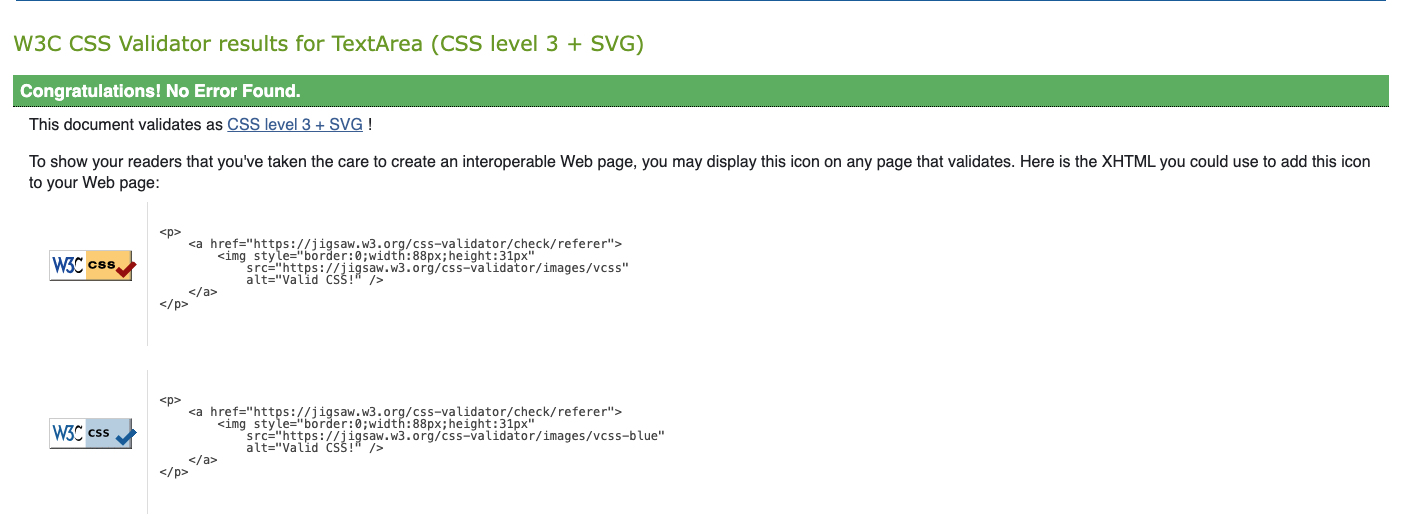 W3C CSS Validator results for TextArea (CSS level 3 + SVG)
Congratulations! No Error Found.
This document validates as CSS level 3 + SVG !
To show your readers that you've taken the care to create an interoperable Web page, you may display this icon on any page that validates. Here is the XHTML you could use to add this icon
to your Web page:
W3C css
<p>
    <a href="https://jigsaw.w3.org/css-validator/check/referer">
        <img style="border:0;width:88px;height:31px"
            src="https://jigsaw.w3.org/css-validator/images/vcss"
            alt="Valid CSS!" />
    </a>
</p>
W3C css
<p>
    <a href="https://jigsaw.w3.org/css-validator/check/referer">
        <img style="border:0;width:88px;height:31px"
            src="https://jigsaw.w3.org/css-validator/images/vcss-blue"
            alt="Valid CSS!" />
    </a>
</p>